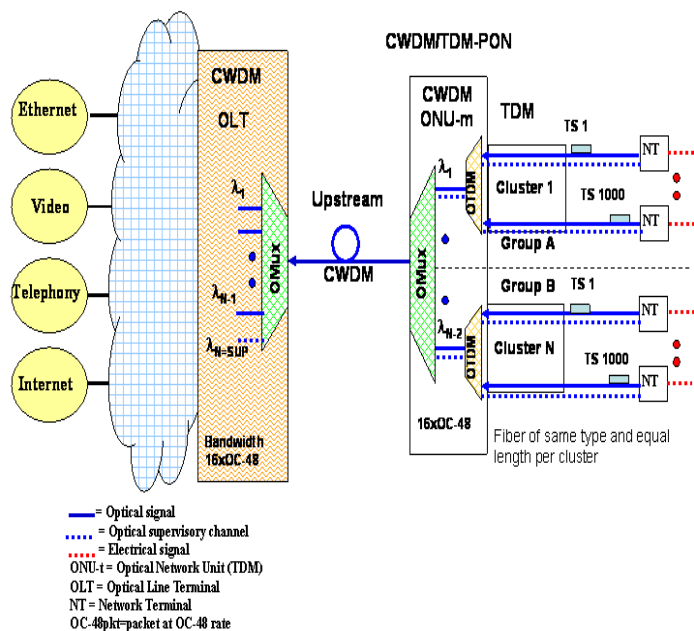 CWDM/TDM-PON
Ethernet
Video
Telephony
Internet
CWDM
OLT
λ1
λN-1
λN=SUP
OMux
Bandwidth
16xOC-48
Upstream
CWDM
CWDM
ONU-m
OMux
λ1
λN-2
OTDM
OTDM
16xOC-48
TDM
TS 1
NT
Cluster 1
TS 1000
NT
Group A
Group B
TS 1
NT
Cluster N
TS 1000
NT
Fiber of same type and equal
length per cluster
= Optical signal
= Optical supervisory channel
= Electrical signal
ONU-t = Optical Network Unit (TDM)
OLT = Optical Line Terminal
NT = Network Terminal
OC-48pkt=packet at OC-48 rate